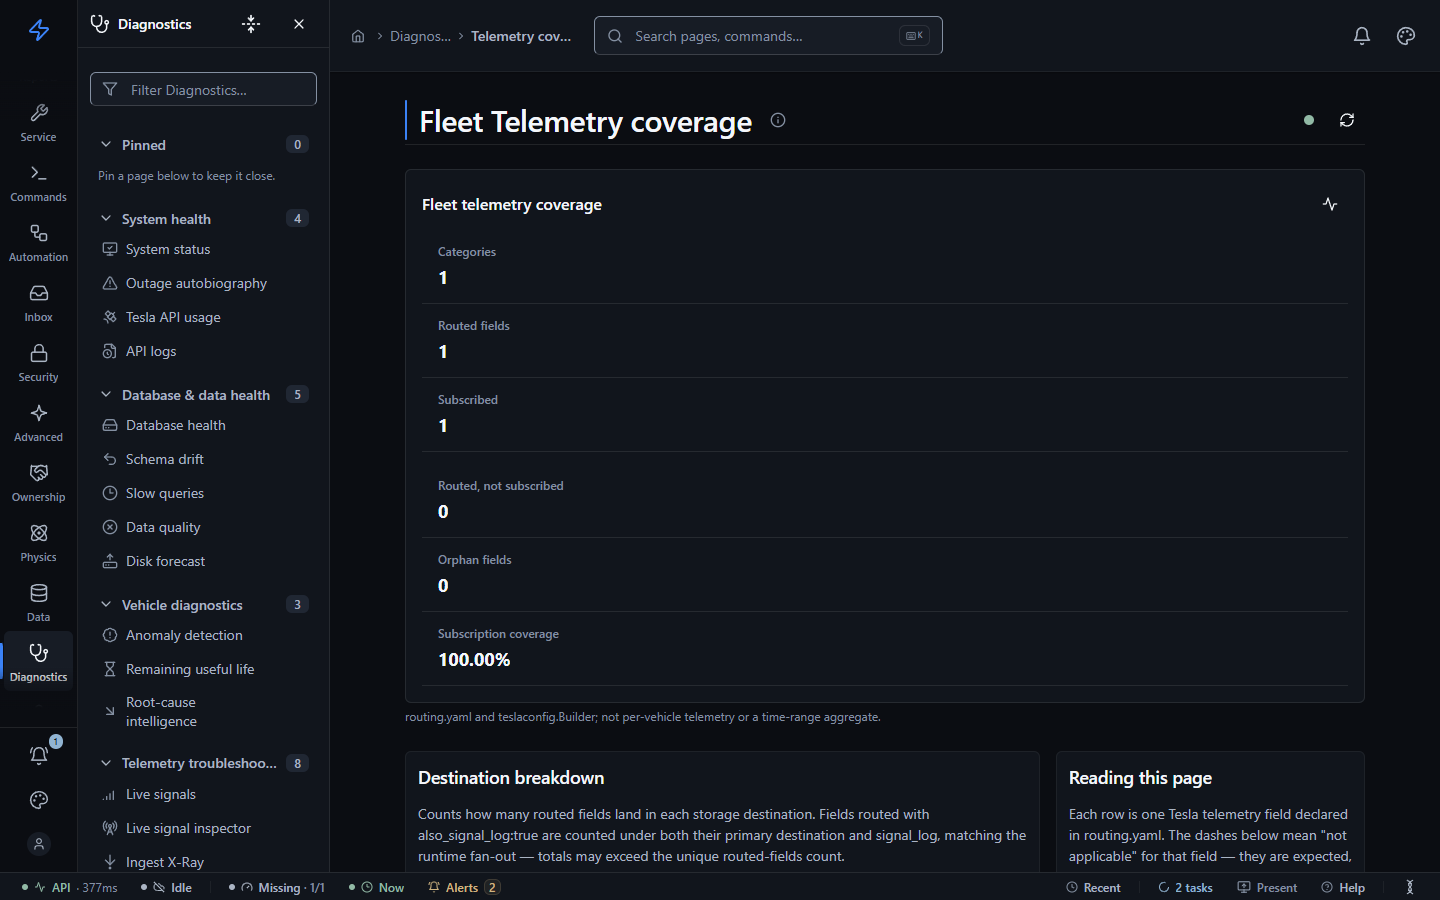 Diagnostics
Filter Diagnostics...
Pinned 0
Pin a page below to keep it close.
System health 4
System status
Outage autobiography
Tesla API usage
API logs
Database & data health 5
Database health
Schema drift
Slow queries
Data quality
Disk forecast
Vehicle diagnostics 3
Anomaly detection
Remaining useful life
Root-cause
intelligence
Telemetry troubleshoo... 8
Live signals
Live signal inspector
Ingest X-Ray
Service
Commands
Automation
Inbox
Security
Advanced
Ownership
Physics
Data
Diagnostics
1
Diagnos... Telemetry cov...
Search pages, commands... K
Fleet Telemetry coverage
Fleet telemetry coverage
Categories
1
Routed fields
1
Subscribed
1
Routed, not subscribed
0
Orphan fields
0
Subscription coverage
100.00%
routing.yaml and teslaconfig.Builder; not per-vehicle telemetry or a time-range aggregate.
Destination breakdown
Counts how many routed fields land in each storage destination. Fields routed with
also_signal_log:true are counted under both their primary destination and signal_log, matching the
runtime fan-out — totals may exceed the unique routed-fields count.
Reading this page
Each row is one Tesla telemetry field declared
in routing.yaml. The dashes below mean "not
applicable" for that field — they are expected,
API · 377ms Idle Missing · 1/1 Now Alerts 2 Recent 2 tasks Present Help